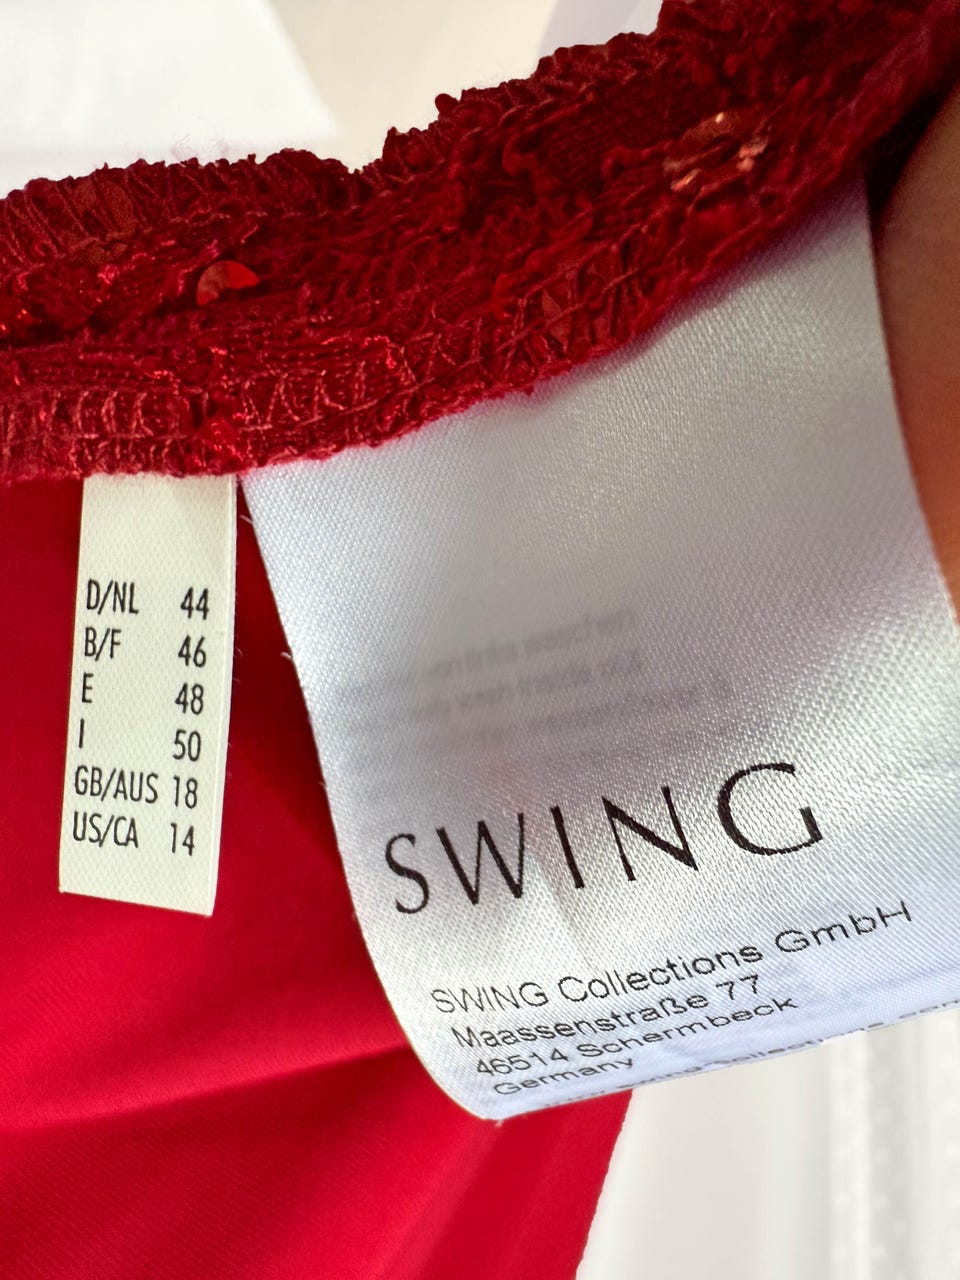 D/NL 44
B/F 46
E 48
I 50
GB/AUS 18
US/CA 14
SWING
SWING Collections GmbH
Maassenstraße 77
46514 Schermbeck
Germany